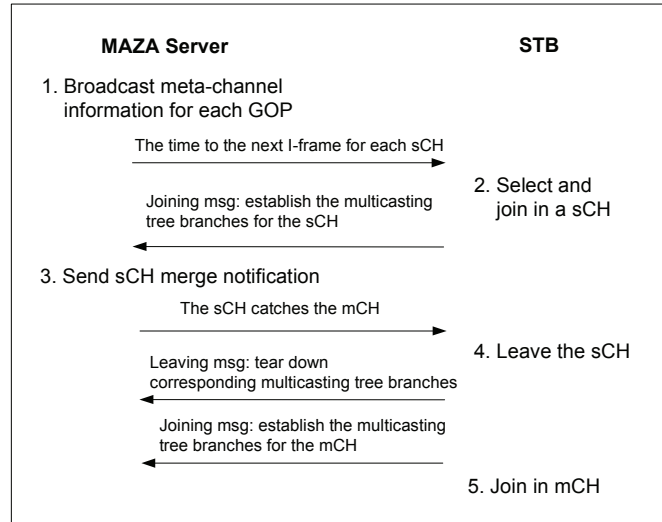 MAZA Server
STB
1. Broadcast meta-channel
information for each GOP
The time to the next I-frame for each sCH
2. Select and
join in a sCH
Joining msg: establish the multicasting
tree branches for the sCH
3. Send sCH merge notification
The sCH catches the mCH
4. Leave the sCH
Leaving msg: tear down
corresponding multicasting tree branches
Joining msg: establish the multicasting
tree branches for the mCH
5. Join in mCH